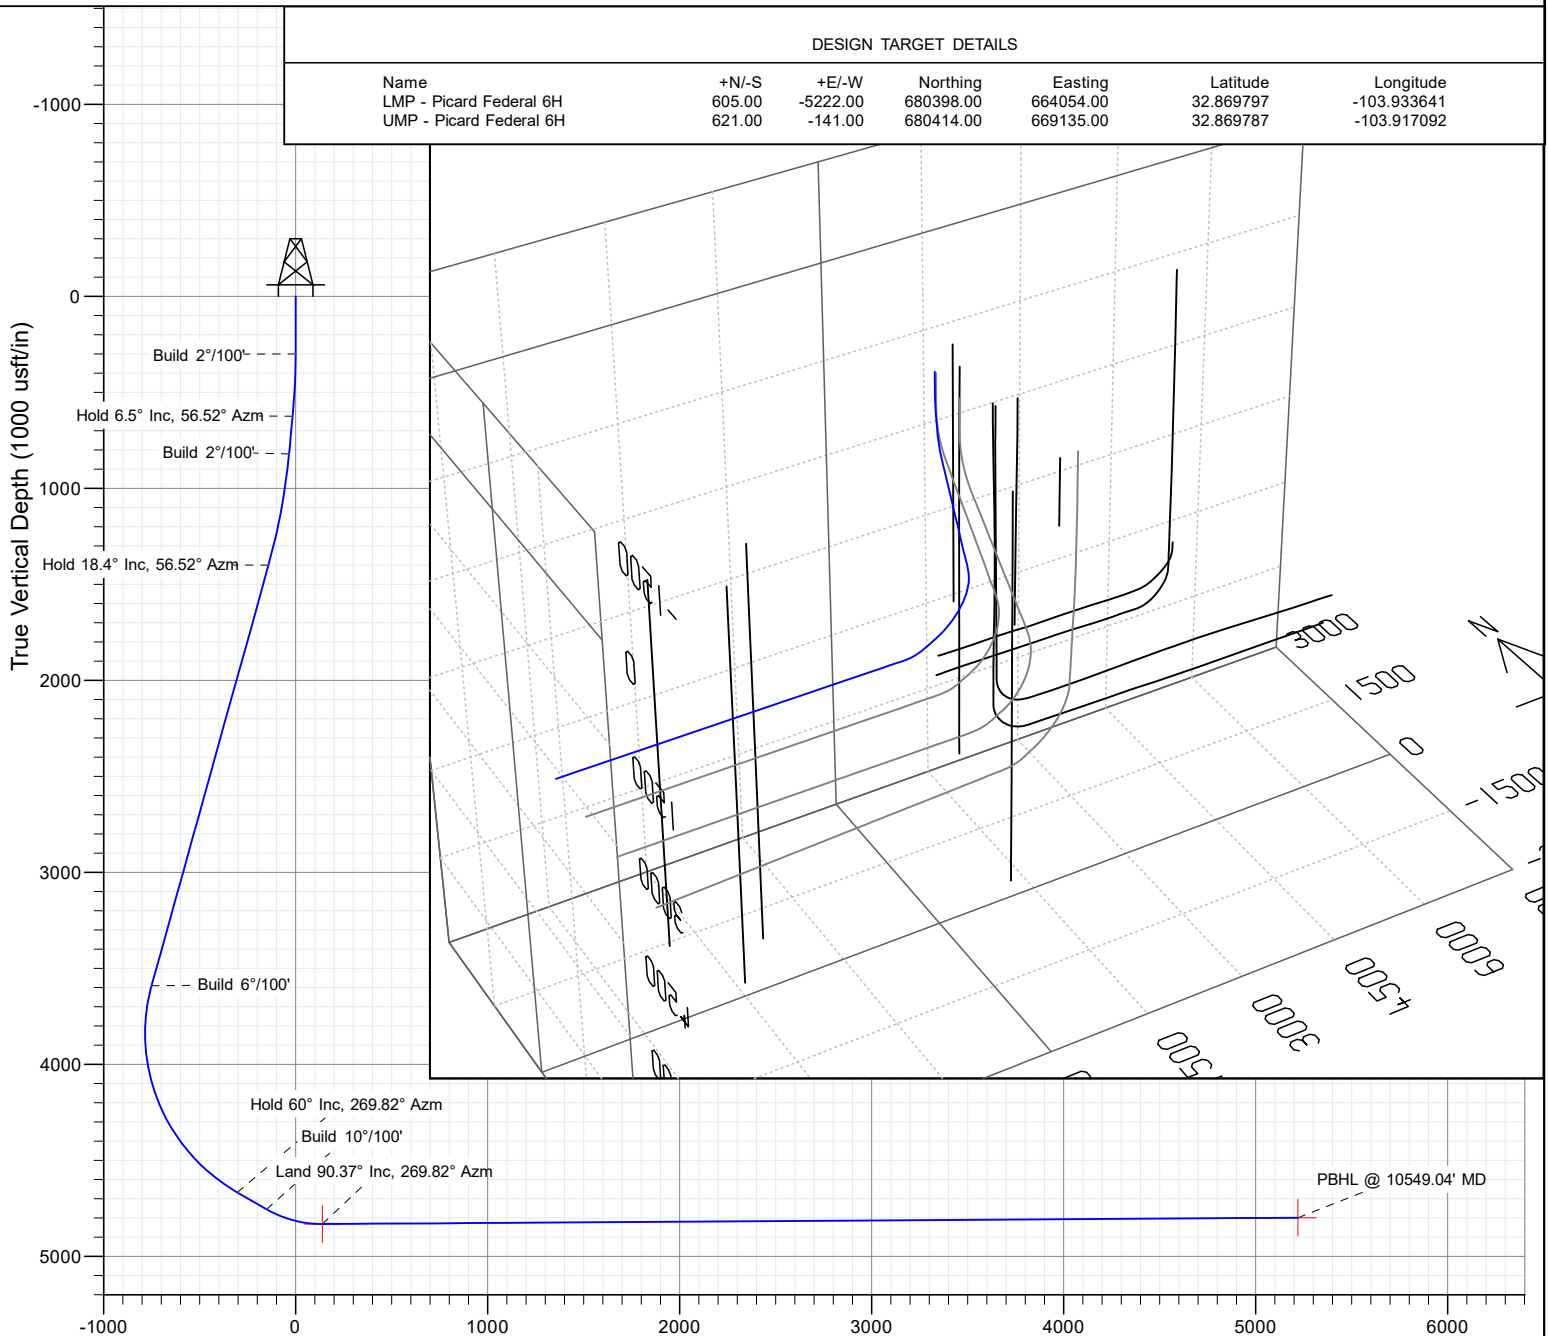 DESIGN TARGET DETAILS
Name +N/-S +E/-W Northing Easting Latitude Longitude
LMP - Picard Federal 6H 605.00 -5222.00 680398.00 664054.00 32.869797 -103.933641
UMP - Picard Federal 6H 621.00 -141.00 680414.00 669135.00 32.869787 -103.917092
True Vertical Depth (1000 usft/in)
-1000
0
1000
2000
3000
4000
5000
Build 2°/100'
Hold 6.5° Inc, 56.52° Azm
Build 2°/100'
Hold 18.4° Inc, 56.52° Azm
Build 6°/100'
Hold 60° Inc, 269.82° Azm
Build 10°/100'
Land 90.37° Inc, 269.82° Azm
PBHL @ 10549.04' MD
0
3000
N
3000
1500
0
-1500
6000
4500
3000
1500
-1000 0 1000 2000 3000 4000 5000 6000